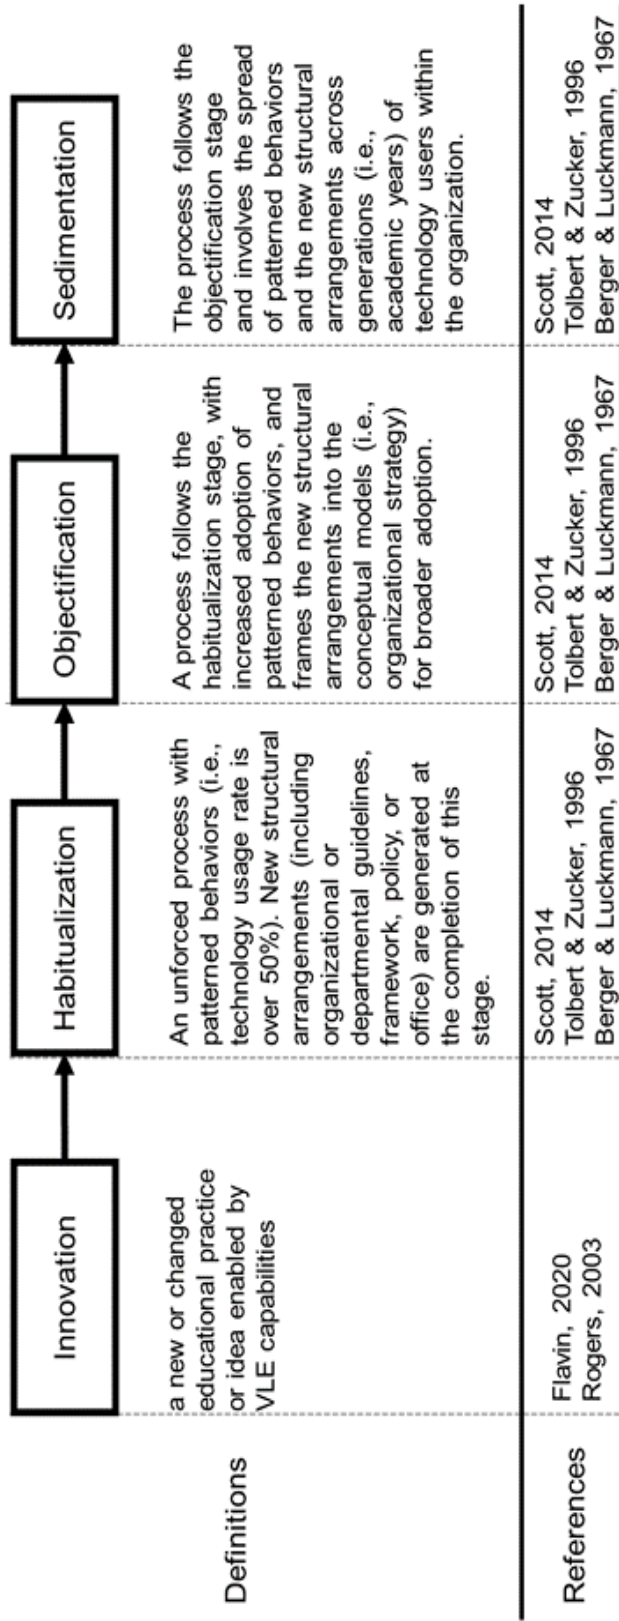 Innovation
Habitualization
Objectification
Sedimentation
Definitions
a new or changed
educational practice
or idea enabled by
VLE capabilities
An unforced process with
patterned behaviors (i.e.,
technology usage rate is
over 50%). New structural
arrangements (including
organizational or
departmental guidelines,
framework, policy, or
office) are generated at
the completion of this
stage.
A process follows the
habitualization stage, with
increased adoption of
patterned behaviors, and
frames the new structural
arrangements into the
conceptual models (i.e.,
organizational strategy)
for broader adoption.
The process follows the
objectification stage
and involves the spread
of patterned behaviors
and the new structural
arrangements across
generations (i.e.,
academic years) of
technology users within
the organization.
References
Flavin, 2020
Rogers, 2003
Scott, 2014
Tolbert & Zucker, 1996
Berger & Luckmann, 1967
Scott, 2014
Tolbert & Zucker, 1996
Berger & Luckmann, 1967
Scott, 2014
Tolbert & Zucker, 1996
Berger & Luckmann, 1967